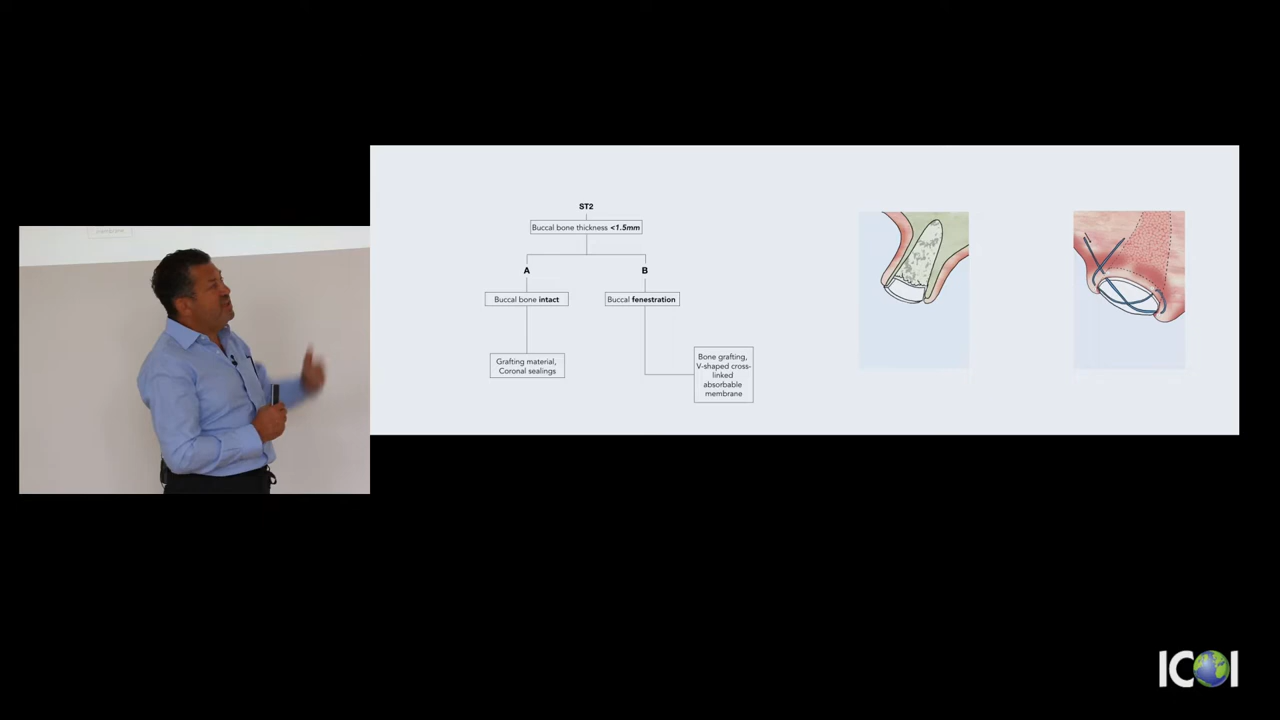 ST2
Buccal bone thickness <1.5mm
A
B
Buccal bone intact
Buccal fenestration
Grafting material,
Coronal sealings
Bone grafting,
V-shaped cross-
linked
absorbable
membrane
ICOI